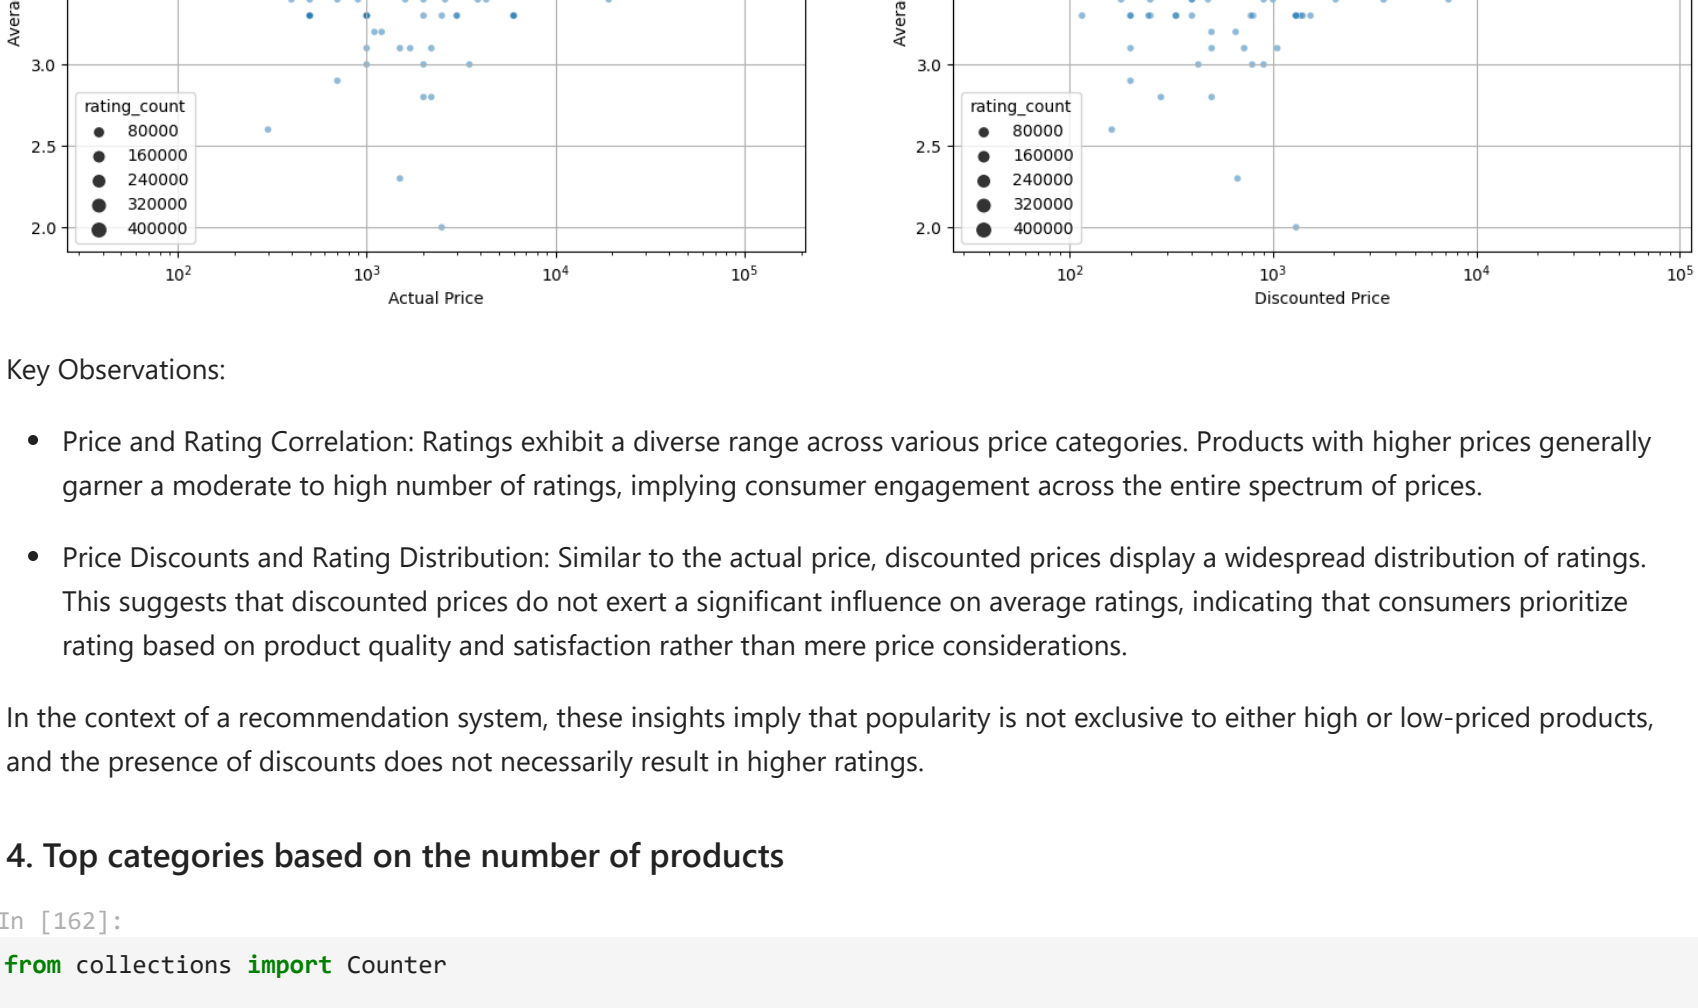 Avera
3.0
2.5
2.0
rating_count
80000
160000
240000
320000
400000
10²
10³
10⁴
10⁵
Actual Price
Avera
3.0
2.5
2.0
rating_count
80000
160000
240000
320000
400000
10²
10³
10⁴
10⁵
Discounted Price
Key Observations:
• Price and Rating Correlation: Ratings exhibit a diverse range across various price categories. Products with higher prices generally
garner a moderate to high number of ratings, implying consumer engagement across the entire spectrum of prices.
• Price Discounts and Rating Distribution: Similar to the actual price, discounted prices display a widespread distribution of ratings.
This suggests that discounted prices do not exert a significant influence on average ratings, indicating that consumers prioritize
rating based on product quality and satisfaction rather than mere price considerations.
In the context of a recommendation system, these insights imply that popularity is not exclusive to either high or low-priced products,
and the presence of discounts does not necessarily result in higher ratings.
4. Top categories based on the number of products
In [162]:
from collections import Counter